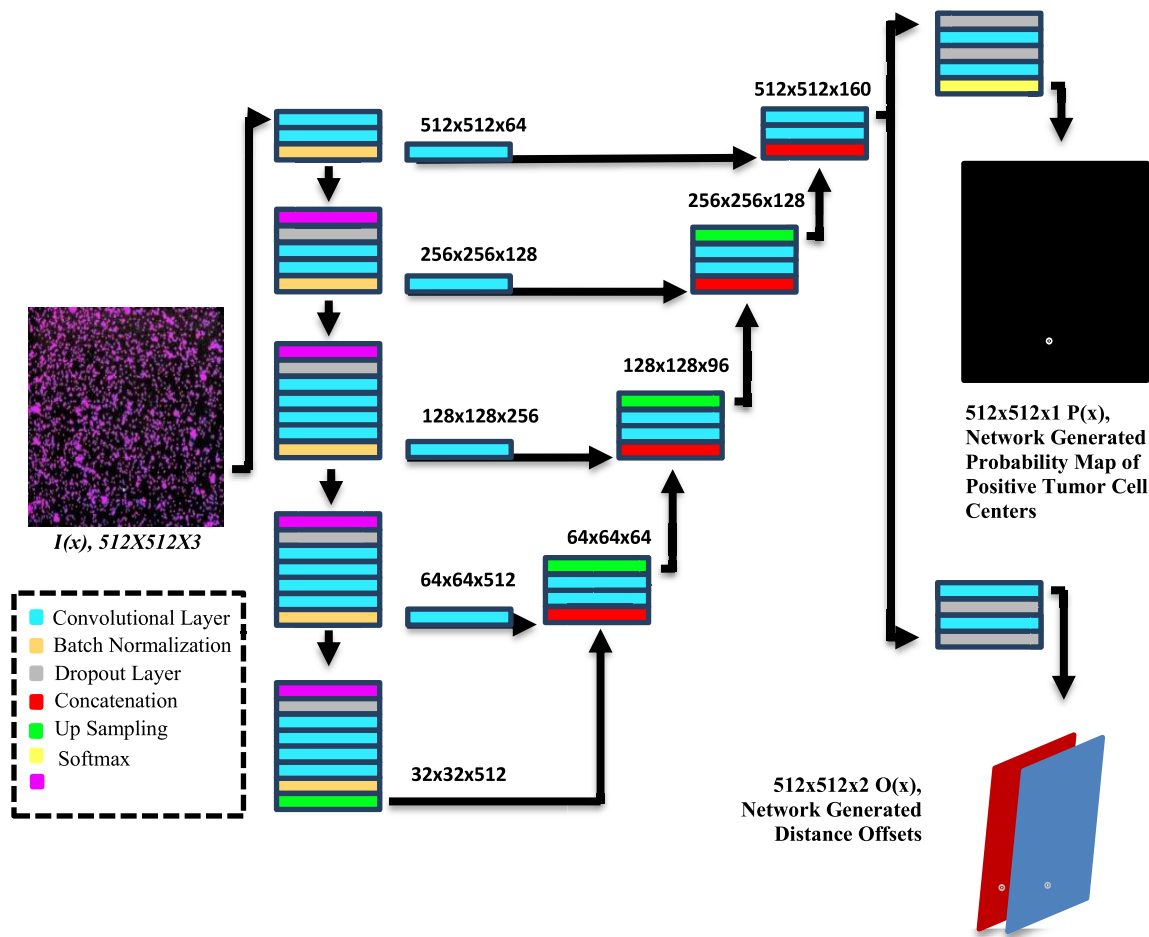 512x512x160
512x512x64
256x256x128
256x256x128
128x128x96
128x128x256
64x64x64
64x64x512
32x32x512
I(x), 512X512X3
Convolutional Layer
Batch Normalization
Dropout Layer
Concatenation
Up Sampling
Softmax
512x512x1 P(x),
Network Generated
Probability Map of
Positive Tumor Cell
Centers
512x512x2 O(x),
Network Generated
Distance Offsets